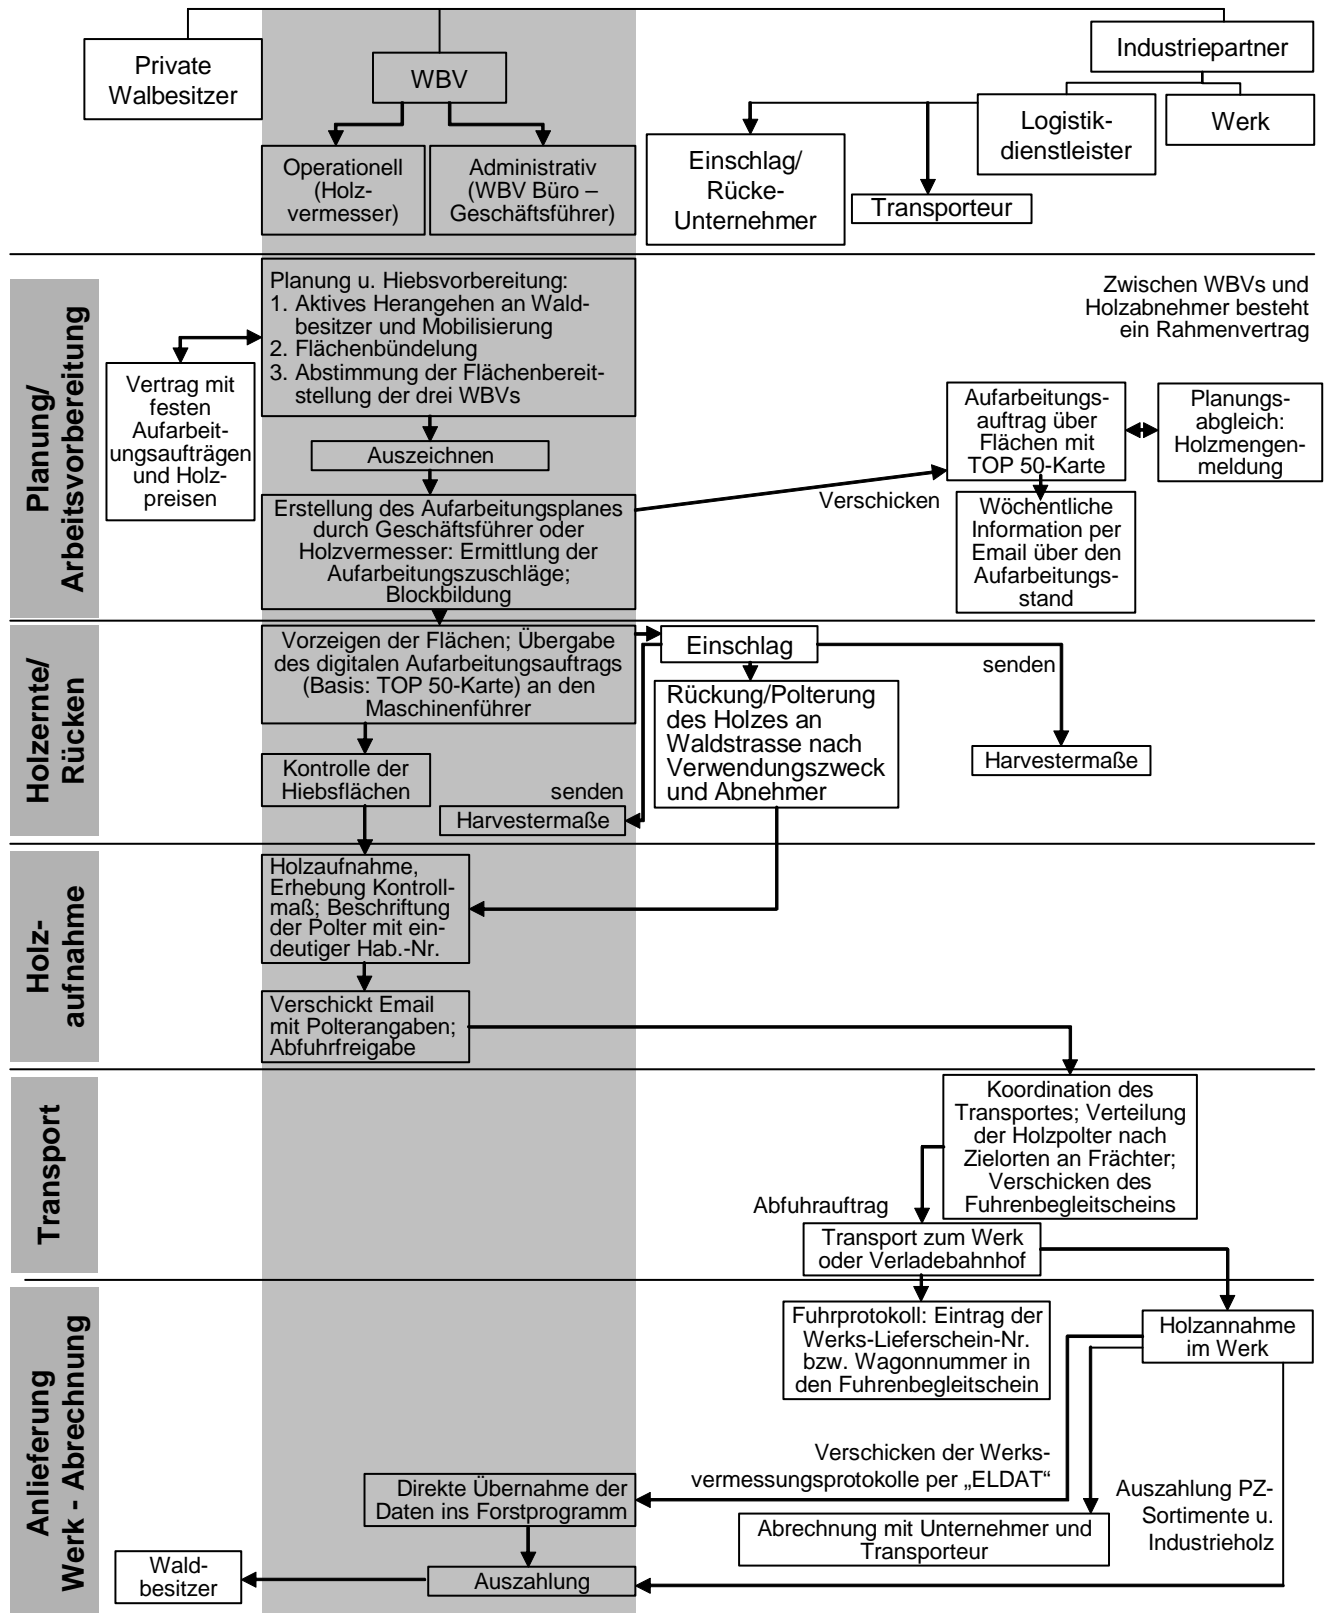 Private
Walbesitzer
WBV
Industriepartner
Logistik-
dienstleister
Werk
Operationell
(Holz-
vermesser)
Administrativ
(WBV Büro –
Geschäftsführer)
Einschlag/
Rücke-
Unternehmer
Transporteur
Planung/
Arbeitsvorbereitung
Planung u. Hiebsvorbereitung:
1. Aktives Herangehen an Wald-
besitzer und Mobilisierung
2. Flächenbündelung
3. Abstimmung der Flächenbereit-
stellung der drei WBVs
Zwischen WBVs und
Holzabnehmer besteht
ein Rahmenvertrag
Vertrag mit
festen
Aufarbeit-
ungsaufträgen
und Holz-
preisen
Auszeichnen
Aufarbeitungs-
auftrag über
Flächen mit
TOP 50-Karte
Planungs-
abgleich:
Holzmengen-
meldung
Verschicken
Erstellung des Aufarbeitungsplanes
durch Geschäftsführer oder
Holzvermesser: Ermittlung der
Aufarbeitungszuschläge;
Blockbildung
Wöchentliche
Information per
Email über den
Aufarbeitungs-
stand
Holzernte/
Rücken
Vorzeigen der Flächen; Übergabe
des digitalen Aufarbeitungsauftrags
(Basis: TOP 50-Karte) an den
Maschinenführer
Einschlag
senden
Rückung/Polterung
des Holzes an
Waldstrasse nach
Verwendungszweck
und Abnehmer
Harvestermaße
Kontrolle der
Hiebsflächen
senden
Harvestermaße
Holz-
aufnahme
Holzaufnahme,
Erhebung Kontroll-
maß; Beschriftung
der Polter mit ein-
deutiger Hab.-Nr.
Verschickt Email
mit Polterangaben;
Abfuhrfreigabe
Transport
Koordination des
Transportes; Verteilung
der Holzpolter nach
Zielorten an Frächter;
Verschicken des
Fuhrenbegleitscheins
Abfuhrauftrag
Transport zum Werk
oder Verladebahnhof
Anlieferung
Werk - Abrechnung
Fuhrprotokoll: Eintrag der
Werks-Lieferschein-Nr.
bzw. Wagonnummer in
den Fuhrenbegleitschein
Holzannahme
im Werk
Verschicken der Werks-
vermessungsprotokolle per „ELDAT“
Direkte Übernahme der
Daten ins Forstprogramm
Auszahlung PZ-
Sortimente u.
Industrieholz
Abrechnung mit Unternehmer und
Transporteur
Wald-
besitzer
Auszahlung